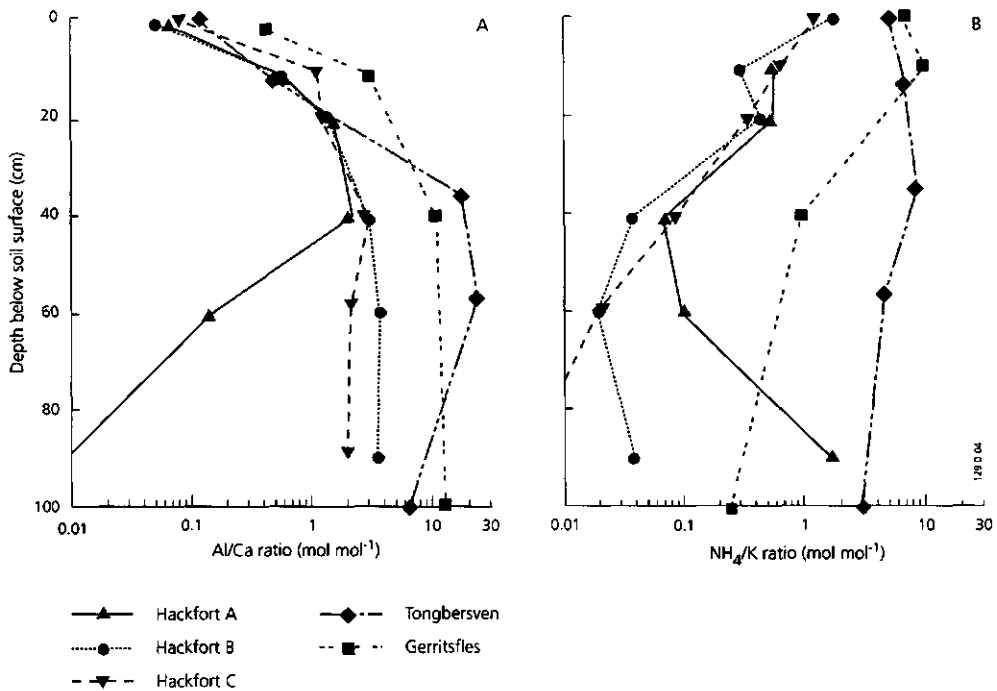 A
B
0
20
40
60
80
100
Depth below soil surface (cm)
0.01
0.1
1
10
30
Al/Ca ratio (mol mol⁻¹)
0.01
0.1
1
10
30
NH₄/K ratio (mol mol⁻¹)
129 D 04
Hackfort A
Tongbersven
Hackfort B
Gerritsfles
Hackfort C